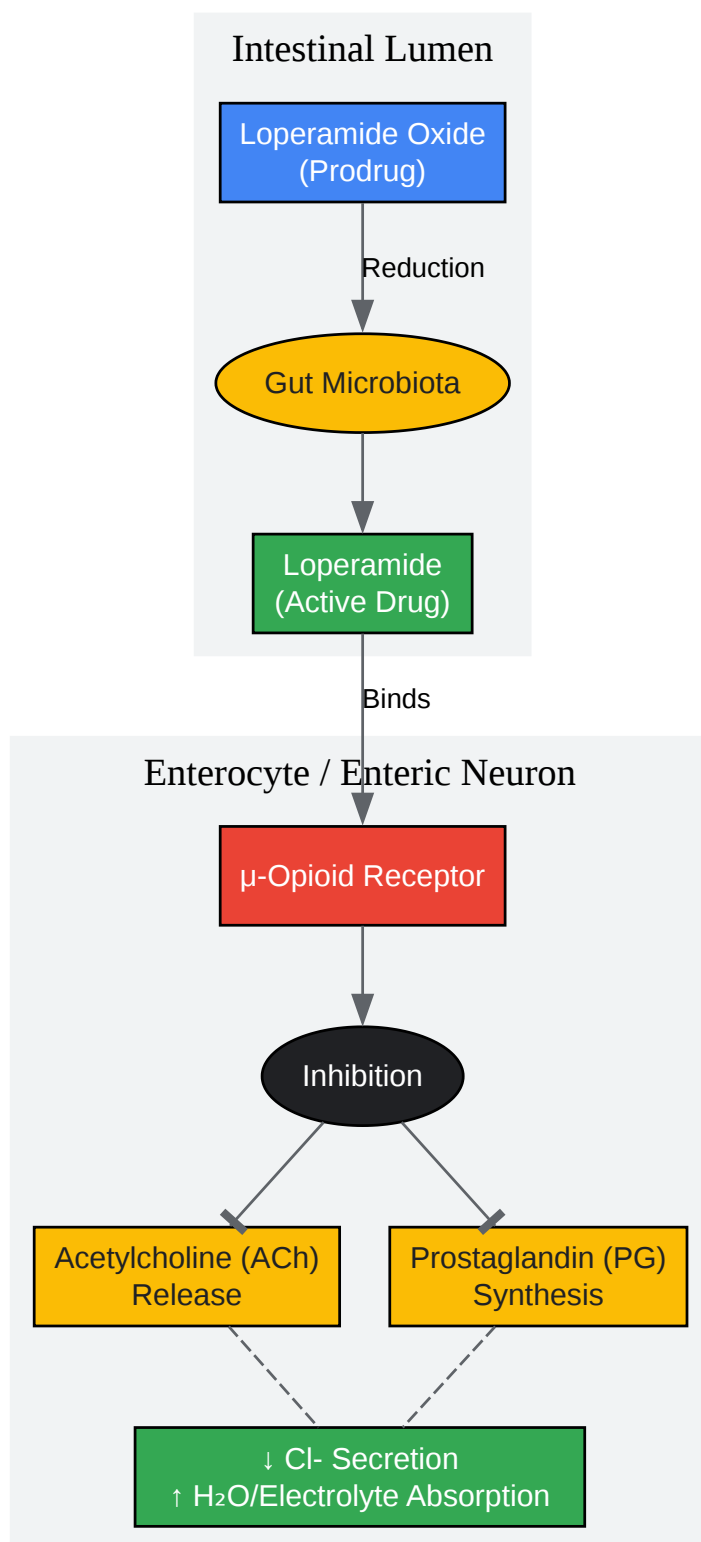 Intestinal Lumen
Loperamide Oxide
(Prodrug)
Reduction
Gut Microbiota
Loperamide
(Active Drug)
Binds
Enterocyte / Enteric Neuron
μ-Opioid Receptor
Inhibition
Acetylcholine (ACh)
Release
Prostaglandin (PG)
Synthesis
↓ Cl- Secretion
↑ H₂O/Electrolyte Absorption